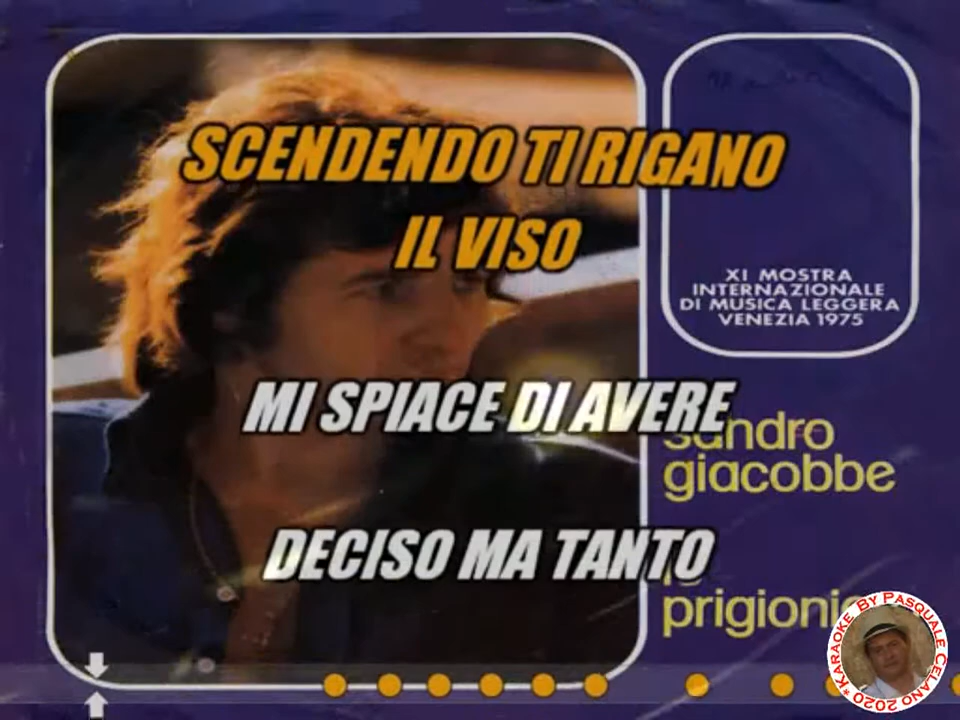 SCENDENDO TI RIGANO
IL VISO
MI SPIACE DI AVERE
DECISO MA TANTO
XI MOSTRA
INTERNAZIONALE
DI MUSICA LEGGERA
VENEZIA 1975
sandro
giacobbe
KARAOKE BY PASQUALE CELANO 2020